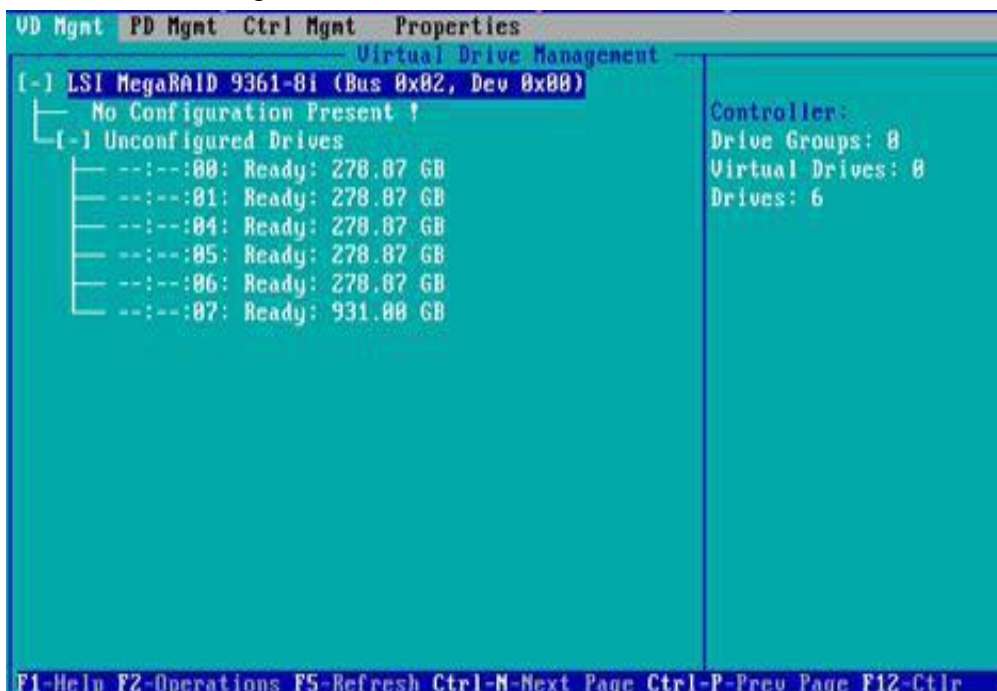 VD Mgmt PD Mgmt Ctrl Mgmt Properties
Virtual Drive Management
[-] LSI MegaRAID 9361-8i (Bus 0x02, Dev 0x00)
No Configuration Present !
[-] Unconfigured Drives
--:--:00: Ready: 278.87 GB
--:--:01: Ready: 278.87 GB
--:--:04: Ready: 278.87 GB
--:--:05: Ready: 278.87 GB
--:--:06: Ready: 278.87 GB
--:--:07: Ready: 931.00 GB
Controller:
Drive Groups: 0
Virtual Drives: 0
Drives: 6
F1-Help F2-Operations F5-Refresh Ctrl-N-Next Page Ctrl-P-Prev Page F12-Ctlr